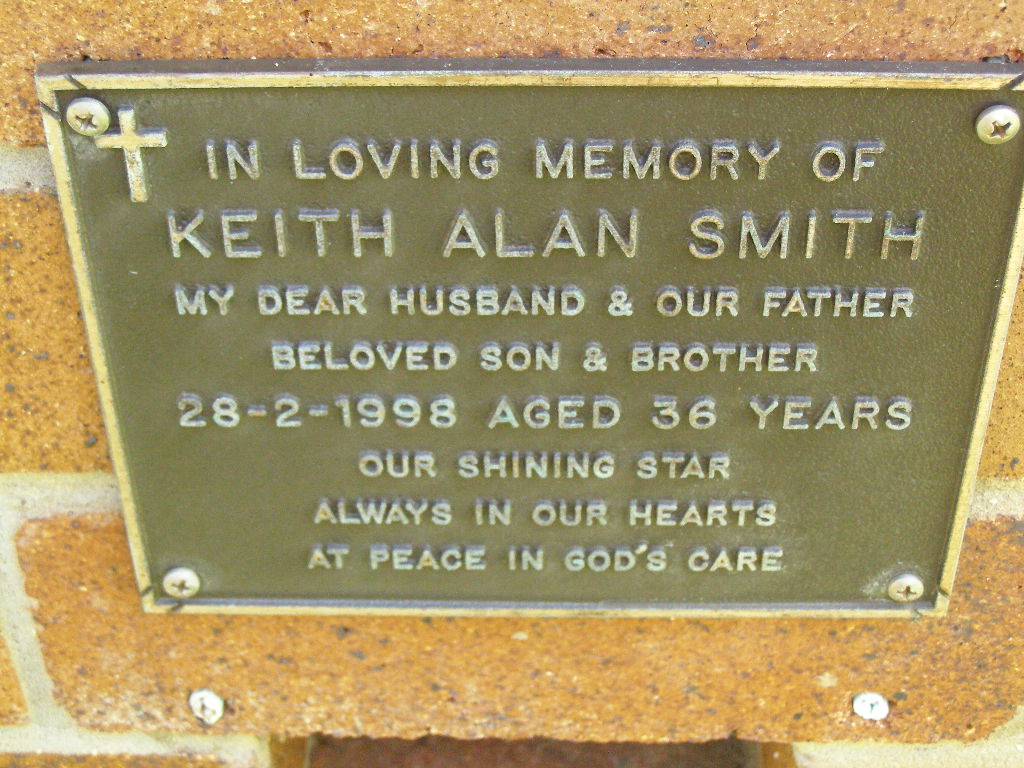 IN LOVING MEMORY OF
KEITH ALAN SMITH
MY DEAR HUSBAND & OUR FATHER
BELOVED SON & BROTHER
28-2-1998 AGED 36 YEARS
OUR SHINING STAR
ALWAYS IN OUR HEARTS
AT PEACE IN GOD'S CARE